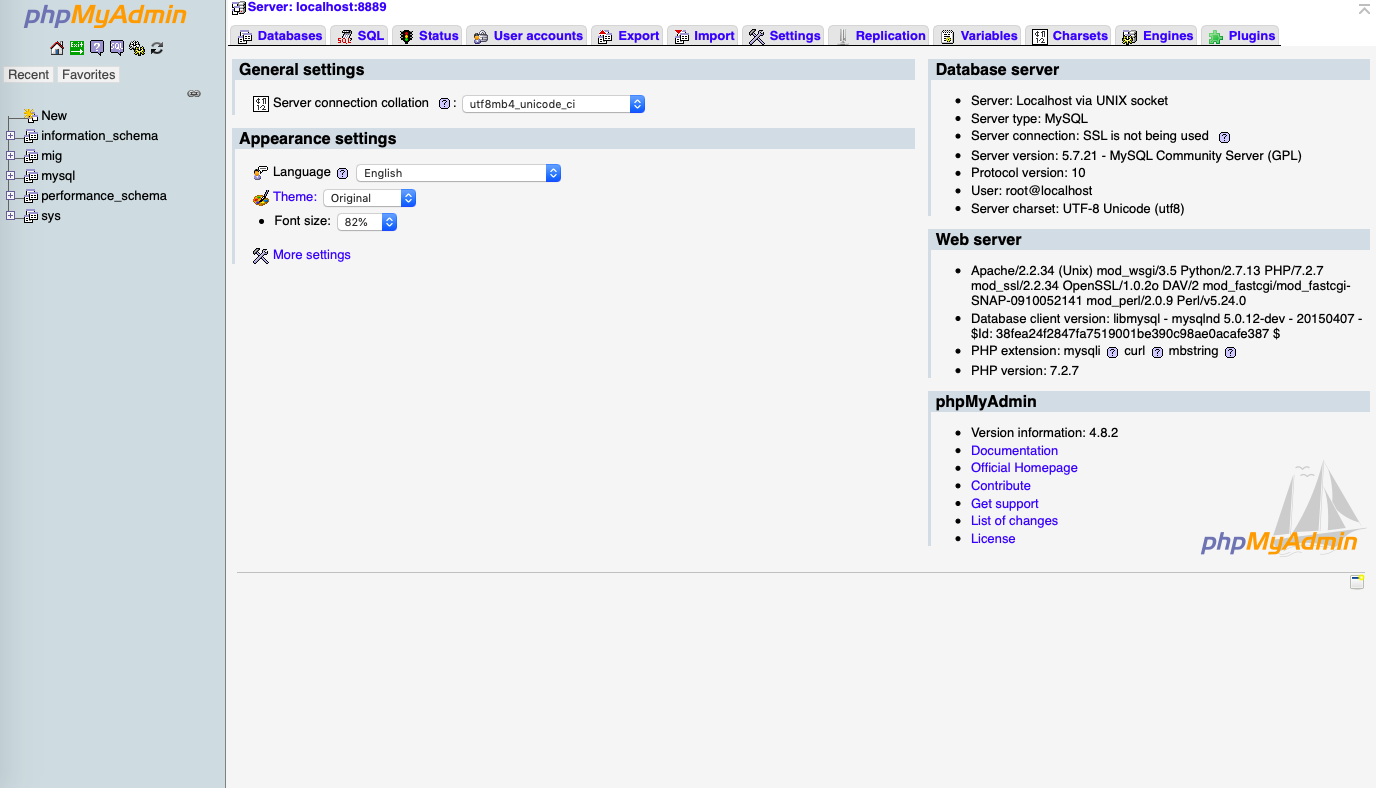 phpMyAdmin
Recent Favorites
New
information_schema
mig
mysql
performance_schema
sys
Server: localhost:8889
Databases SQL Status User accounts Export Import Settings Replication Variables Charsets Engines Plugins
General settings
Server connection collation : utf8mb4_unicode_ci
Appearance settings
Language English
Theme: Original
Font size: 82%
More settings
Database server
Server: Localhost via UNIX socket
Server type: MySQL
Server connection: SSL is not being used
Server version: 5.7.21 - MySQL Community Server (GPL)
Protocol version: 10
User: root@localhost
Server charset: UTF-8 Unicode (utf8)
Web server
Apache/2.2.34 (Unix) mod_wsgi/3.5 Python/2.7.13 PHP/7.2.7
mod_ssl/2.2.34 OpenSSL/1.0.2o DAV/2 mod_fastcgi/mod_fastcgi-
SNAP-0910052141 mod_perl/2.0.9 Perl/v5.24.0
Database client version: libmysql - mysqlnd 5.0.12-dev - 20150407 -
$Id: 38fea24f2847fa7519001be390c98ae0acafe387 $
PHP extension: mysqli curl mbstring
PHP version: 7.2.7
phpMyAdmin
Version information: 4.8.2
Documentation
Official Homepage
Contribute
Get support
List of changes
License
phpMyAdmin